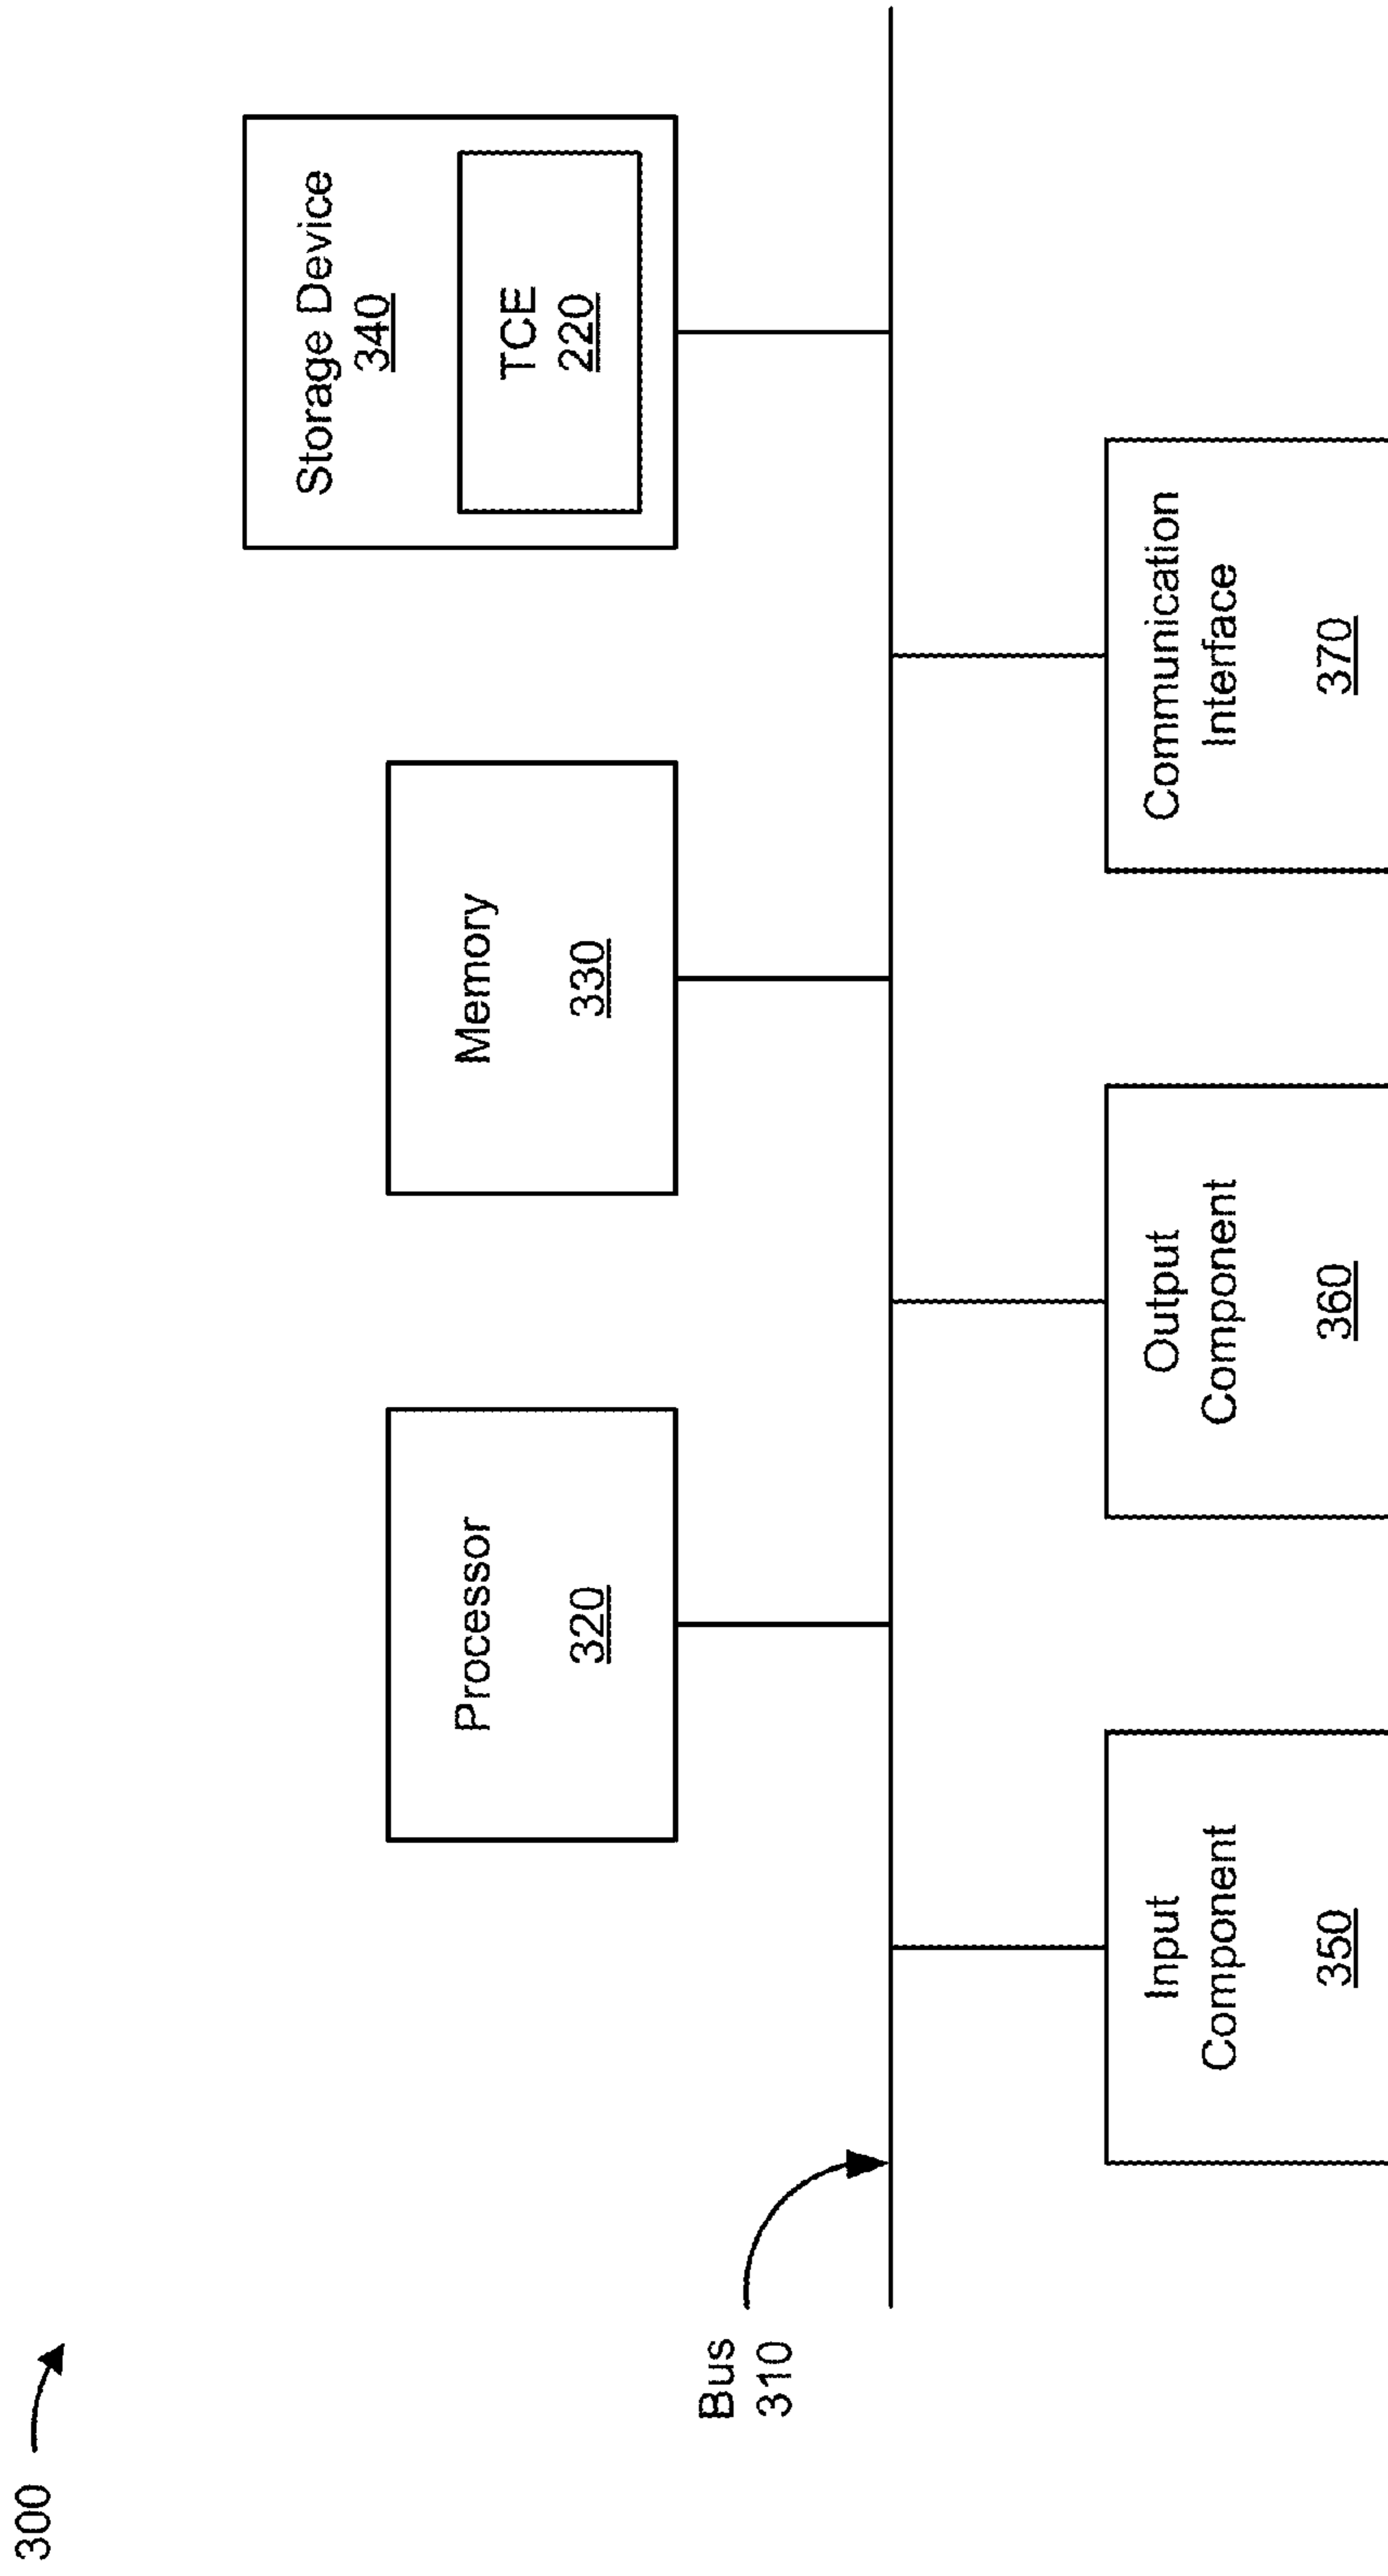 300
Bus
310
Processor
320
Memory
330
Storage Device
340
TCE
220
Input
Component
350
Output
Component
360
Communication
Interface
370